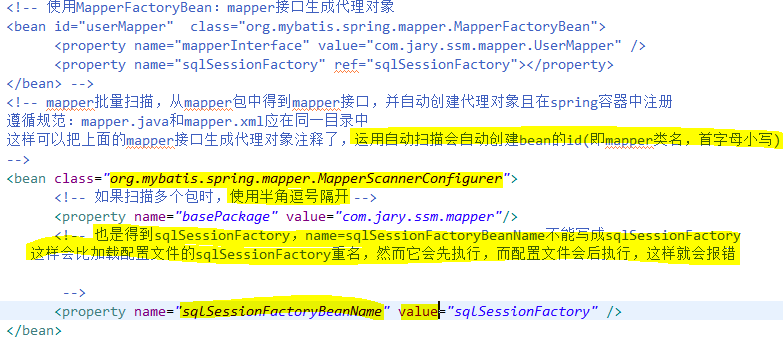 <!-- 使用MapperFactoryBean：mapper接口生成代理对象
<bean id="userMapper"  class="org.mybatis.spring.mapper.MapperFactoryBean">
<property name="mapperInterface" value="com.jary.ssm.mapper.UserMapper" />
<property name="sqlSessionFactory" ref="sqlSessionFactory"></property>
</bean> -->
<!-- mapper批量扫描，从mapper包中得到mapper接口，并自动创建代理对象且在spring容器中注册
遵循规范：mapper.java和mapper.xml应在同一目录中
这样可以把上面的mapper接口生成代理对象注释了，运用自动扫描会自动创建bean的id(即mapper类名，首字母小写)
-->
<bean class="org.mybatis.spring.mapper.MapperScannerConfigurer">
<!-- 如果扫描多个包时，使用半角逗号隔开 -->
<property name="basePackage" value="com.jary.ssm.mapper"/>
<!-- 也是得到sqlSessionFactory，name=sqlSessionFactoryBeanName不能写成sqlSessionFactory
这样会比加载配置文件的sqlSessionFactory重名，然而它会先执行，而配置文件会后执行，这样就会报错
-->
<property name="sqlSessionFactoryBeanName" value="sqlSessionFactory" />
</bean>